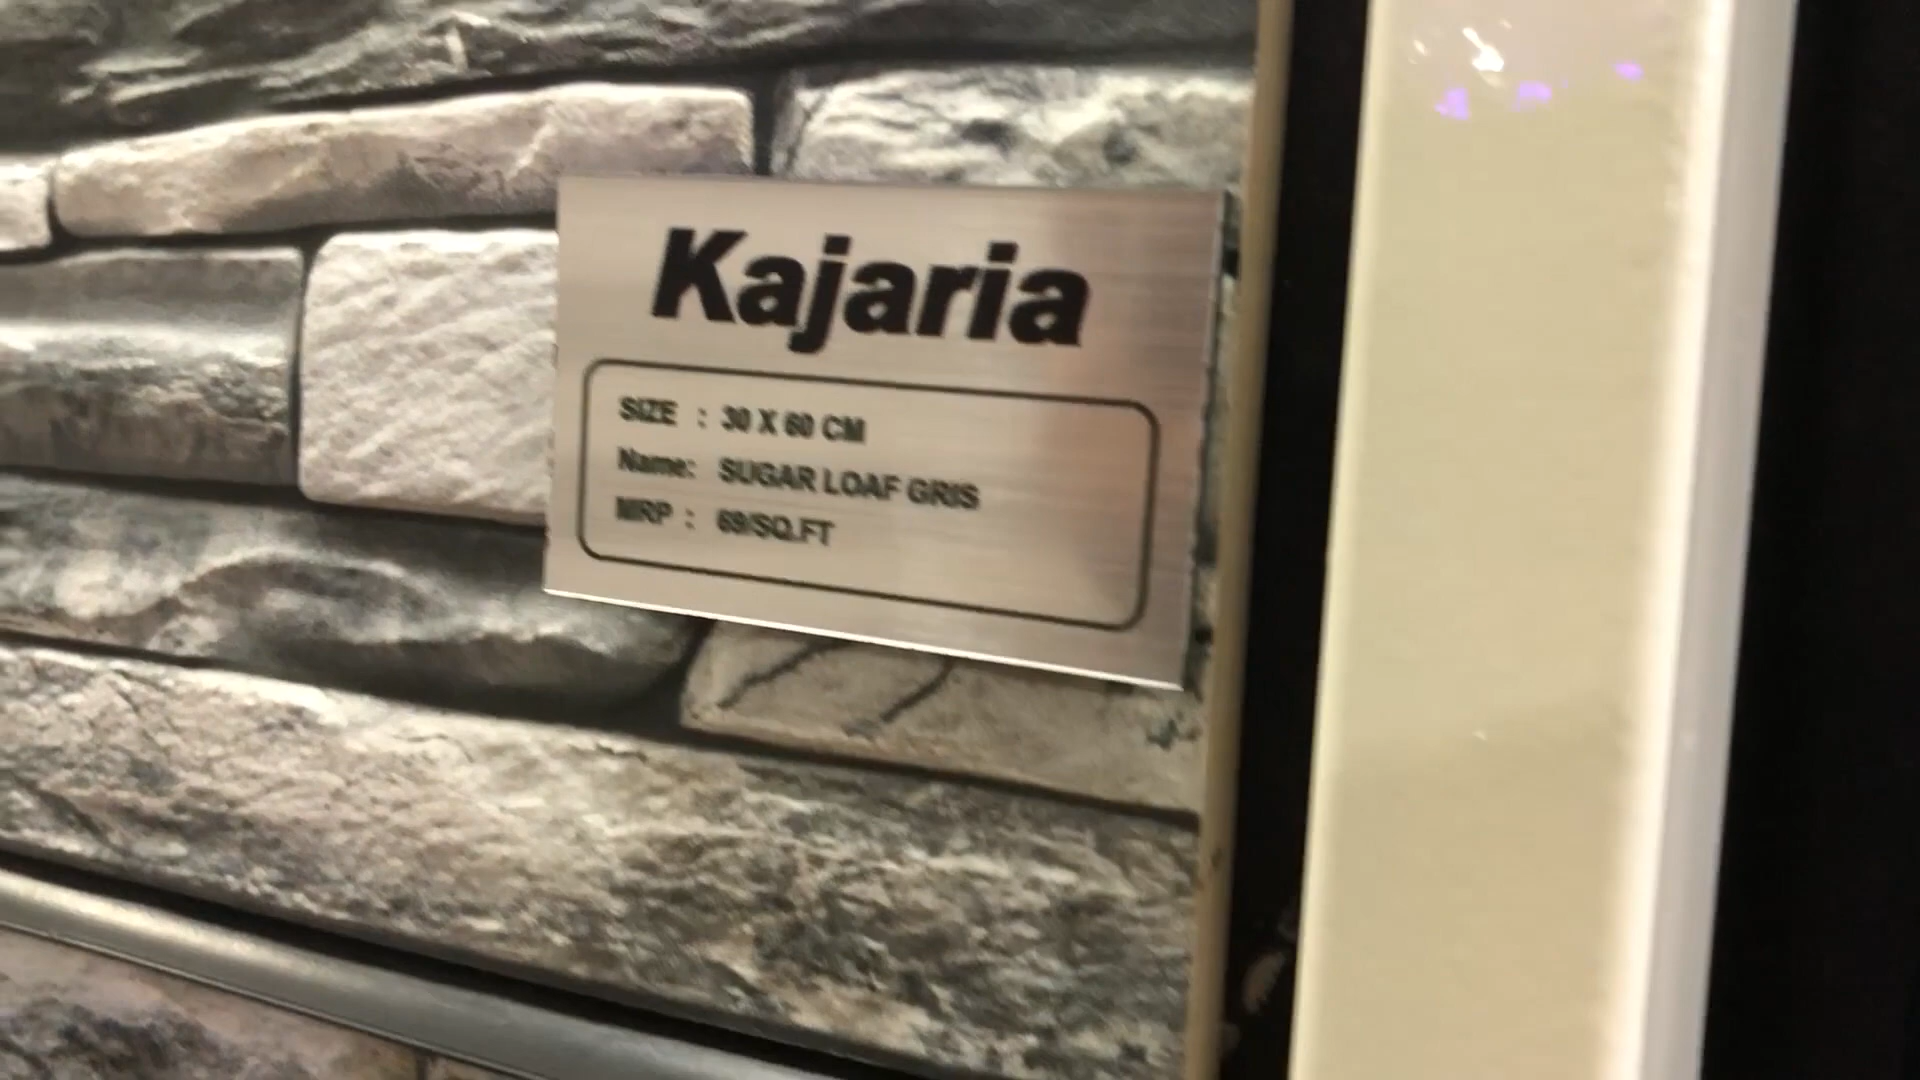 Kajaria
SIZE : 30 X 60 CM
Name: SUGAR LOAF GRIS
MRP : 69/SQ.FT